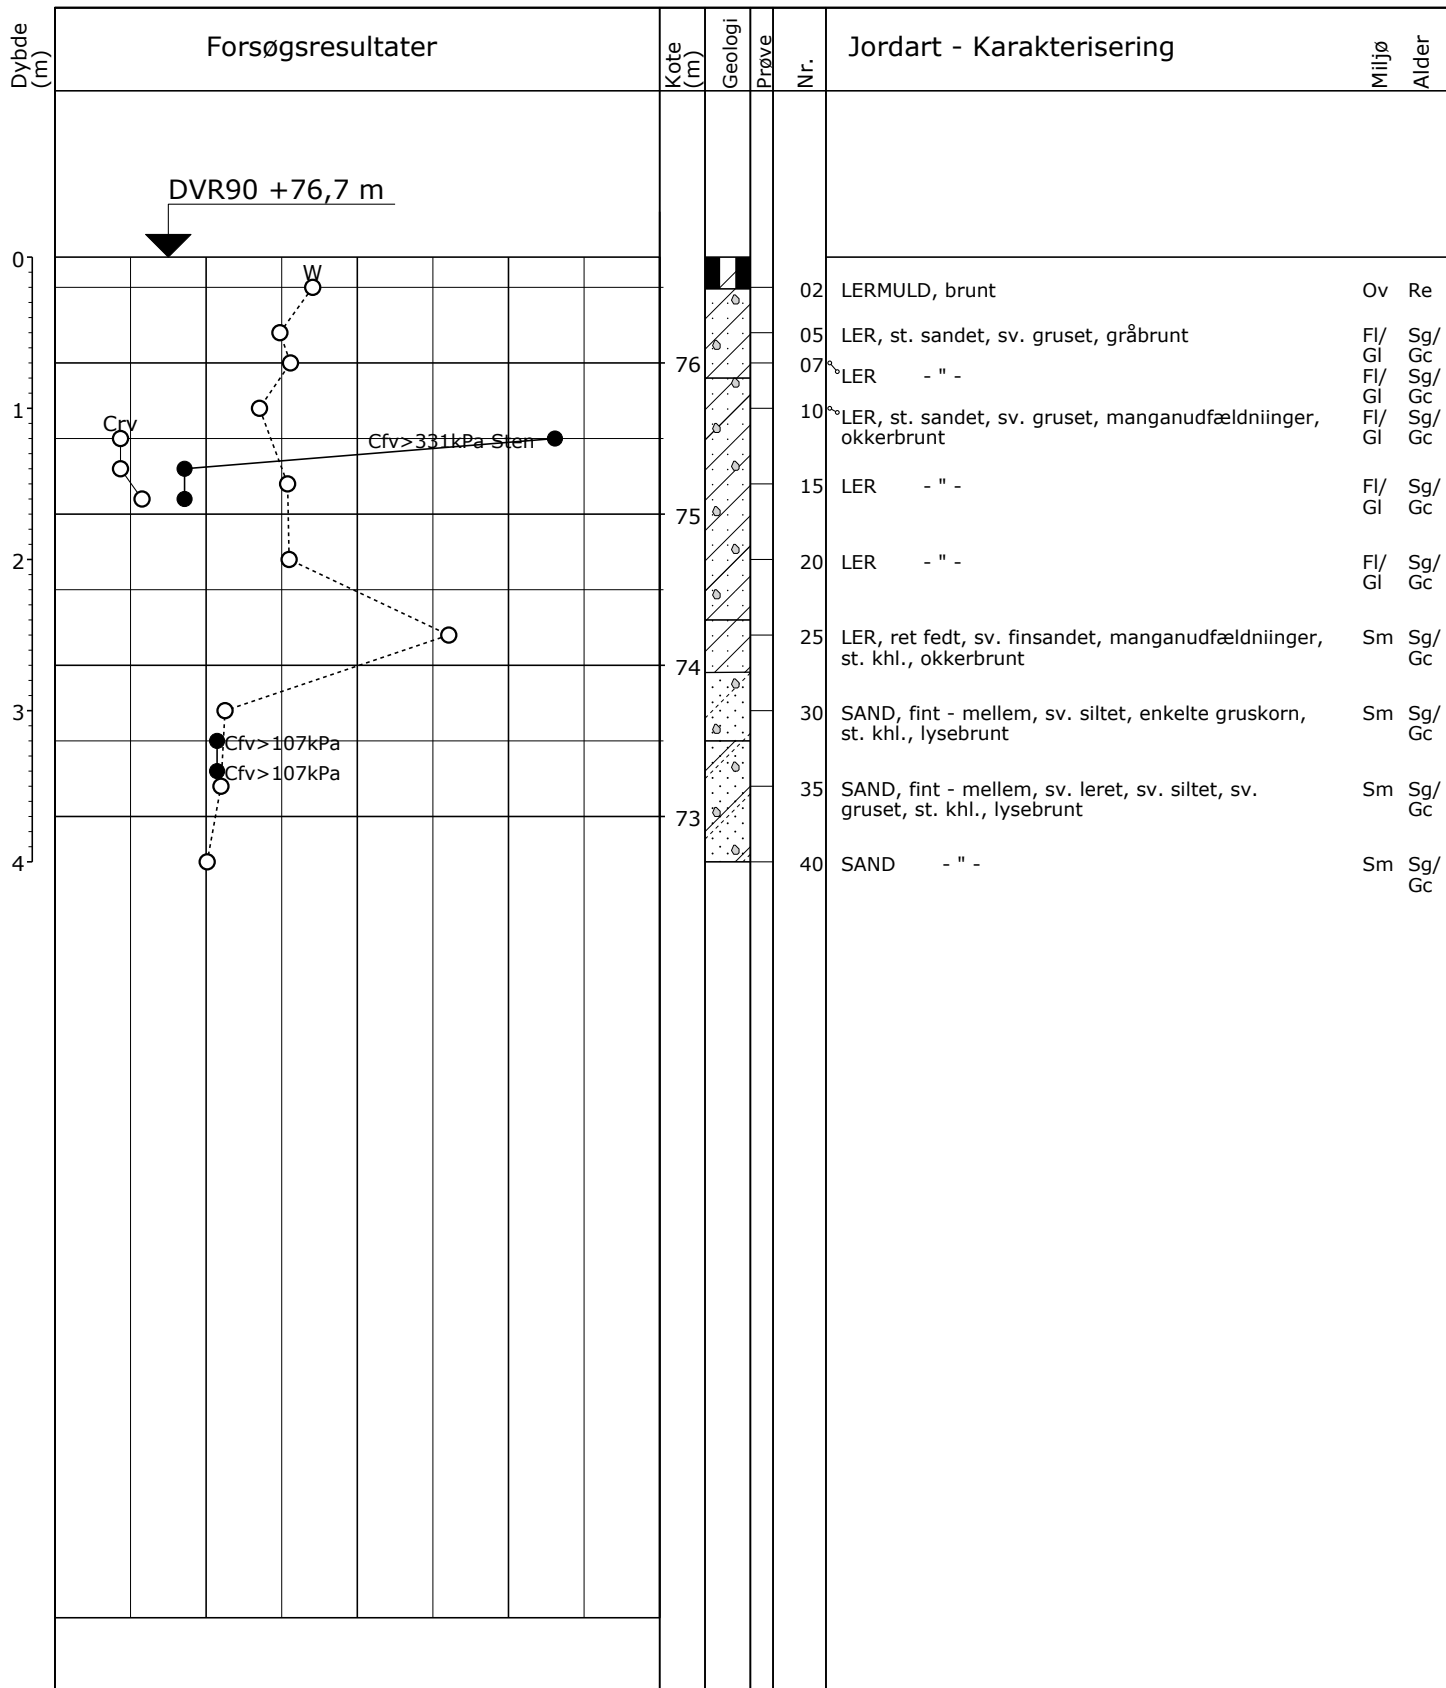 Dybde (m)
Forsøgsresultater
Kote (m)
Geologi
Prøve
Nr.
Jordart - Karakterisering
Miljø
Alder
DVR90 +76,7 m
0
W
02 LERMULD, brunt Ov Re
05 LER, st. sandet, sv. gruset, gråbrunt Fl/ Sg/
Gl Gc
76
07 LER - " - Fl/ Sg/
Gl Gc
1
10 LER, st. sandet, sv. gruset, manganudfældniinger, Fl/ Sg/
okkerbrunt Gl Gc
Crv
Cfv>331kPa Sten
15 LER - " - Fl/ Sg/
Gl Gc
75
2
20 LER - " - Fl/ Sg/
Gl Gc
25 LER, ret fedt, sv. finsandet, manganudfældniinger, Sm Sg/
st. khl., okkerbrunt Gc
74
3
30 SAND, fint - mellem, sv. siltet, enkelte gruskorn, Sm Sg/
st. khl., lysebrunt Gc
Cfv>107kPa
Cfv>107kPa
35 SAND, fint - mellem, sv. leret, sv. siltet, sv. Sm Sg/
gruset, st. khl., lysebrunt Gc
73
4
40 SAND - " - Sm Sg/
Gc